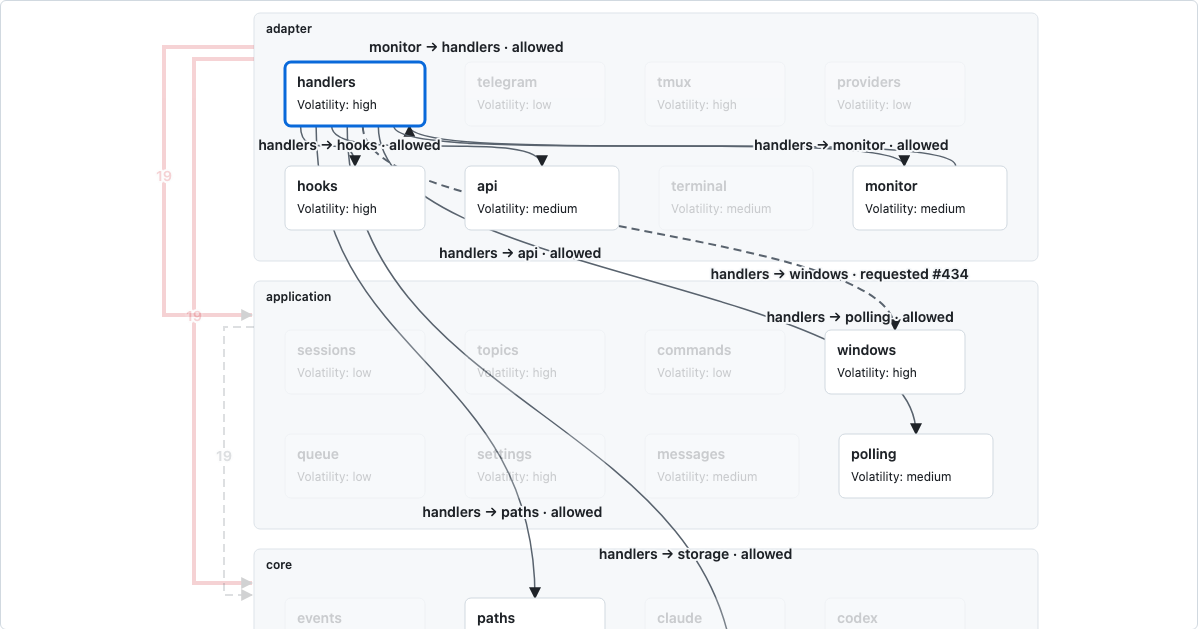 adapter
monitor → handlers · allowed
handlers
Volatility: high
telegram
Volatility: low
tmux
Volatility: high
providers
Volatility: low
handlers → hooks · allowed
handlers → monitor · allowed
hooks
Volatility: high
api
Volatility: medium
terminal
Volatility: medium
monitor
Volatility: medium
19
handlers → api · allowed
handlers → windows · requested #434
application
19
handlers → polling · allowed
sessions
Volatility: low
topics
Volatility: high
commands
Volatility: low
windows
Volatility: high
19
queue
Volatility: low
settings
Volatility: high
messages
Volatility: medium
polling
Volatility: medium
handlers → paths · allowed
handlers → storage · allowed
core
events
paths
claude
codex